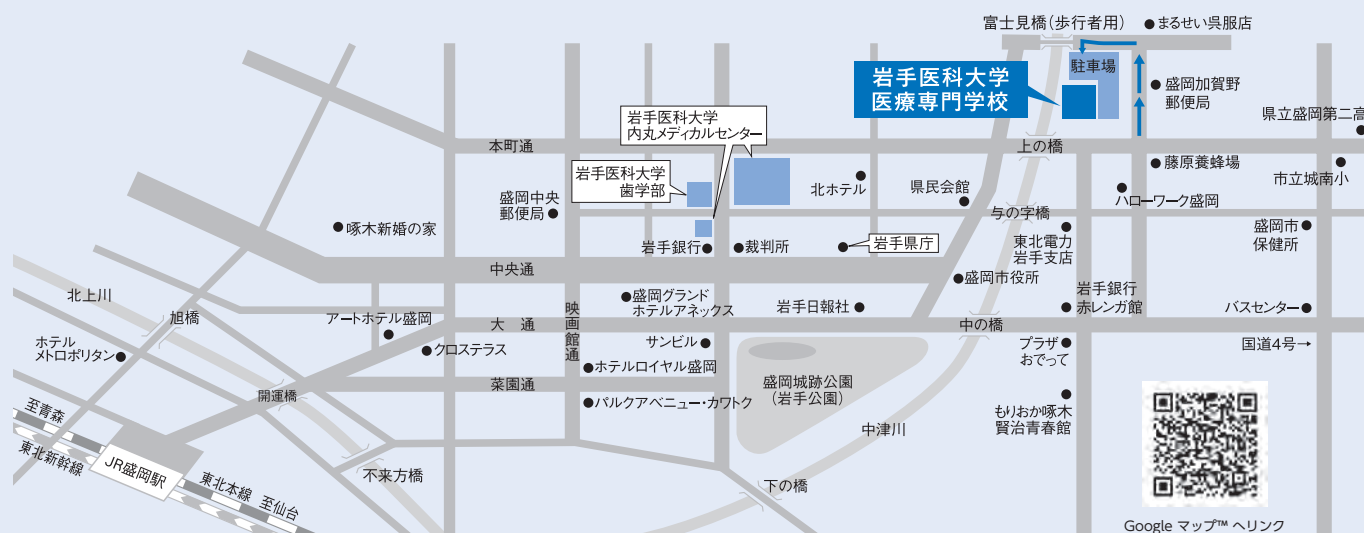 富士見橋（歩行者用）
まるせい呉服店
岩手医科大学
医療専門学校
駐車場
盛岡加賀野
郵便局
県立盛岡第二高
岩手医科大学
内丸メディカルセンター
本町通
上の橋
藤原養蜂場
市立城南小
岩手医科大学
歯学部
北ホテル
県民会館
ハローワーク盛岡
盛岡中央
郵便局
与の字橋
啄木新婚の家
東北電力
岩手支店
盛岡市
保健所
岩手銀行
裁判所
岩手県庁
中央通
盛岡市役所
北上川
盛岡グランド
ホテルアネックス
岩手日報社
岩手銀行
赤レンガ館
バスセンター
旭橋
アートホテル盛岡
大通
映画館通
中の橋
ホテル
メトロポリタン
クロステラス
サンビル
プラザ
おでって
国道4号→
ホテルロイヤル盛岡
菜園通
盛岡城跡公園
（岩手公園）
開運橋
パルクアベニュー・カワトク
もりおか啄木
賢治青春館
中津川
至青森
東北新幹線
JR盛岡駅
不来方橋
東北本線 至仙台
下の橋
Google マップ™ へリンク